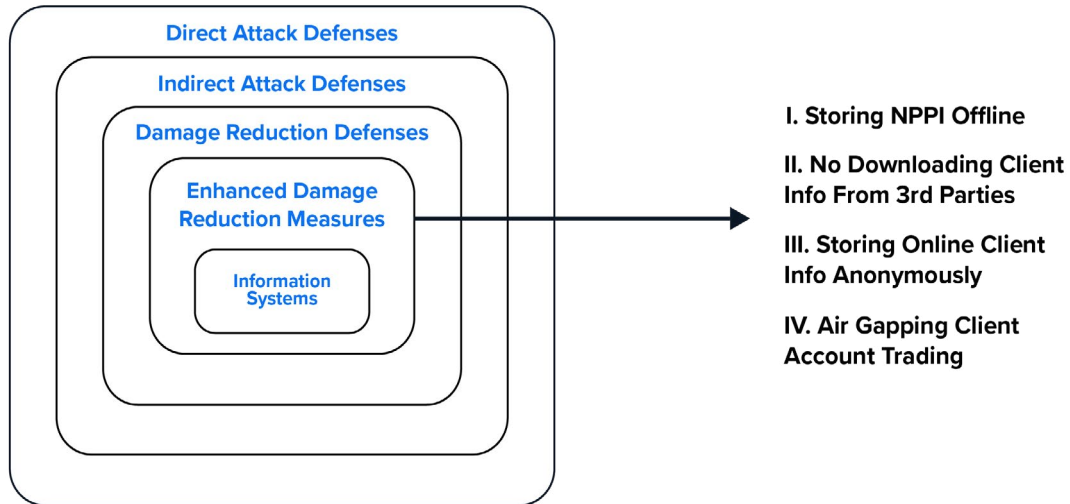 Direct Attack Defenses
Indirect Attack Defenses
Damage Reduction Defenses
Enhanced Damage
Reduction Measures
Information
Systems
I. Storing NPPI Offline
II. No Downloading Client
Info From 3rd Parties
III. Storing Online Client
Info Anonymously
IV. Air Gapping Client
Account Trading